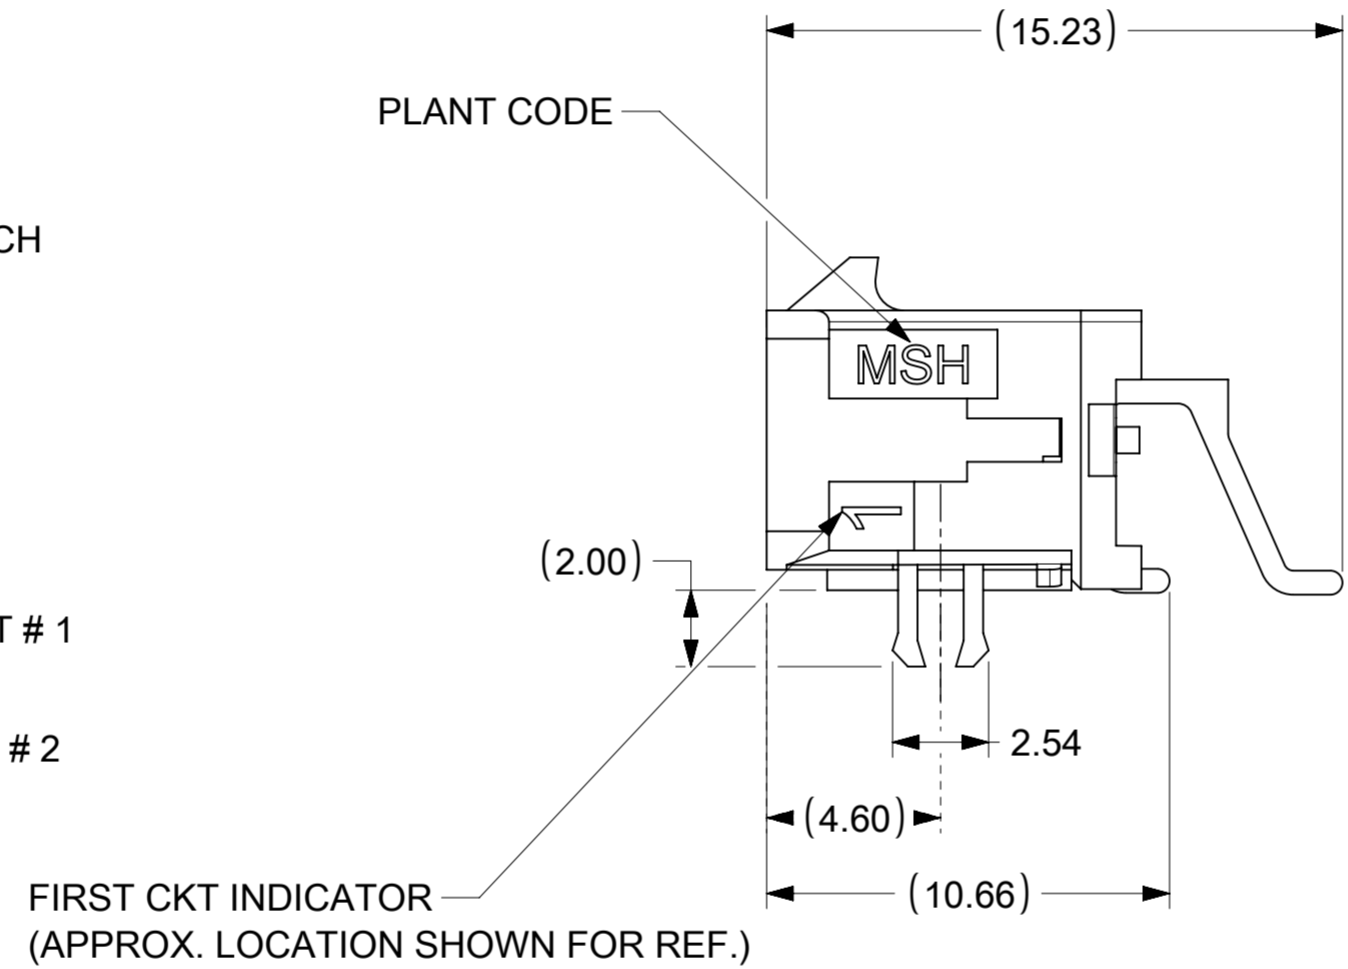 (15.23)
PLANT CODE
CH
MSH
1
(2.00)
T # 1
# 2
2.54
(4.60)
(10.66)
FIRST CKT INDICATOR
(APPROX. LOCATION SHOWN FOR REF.)